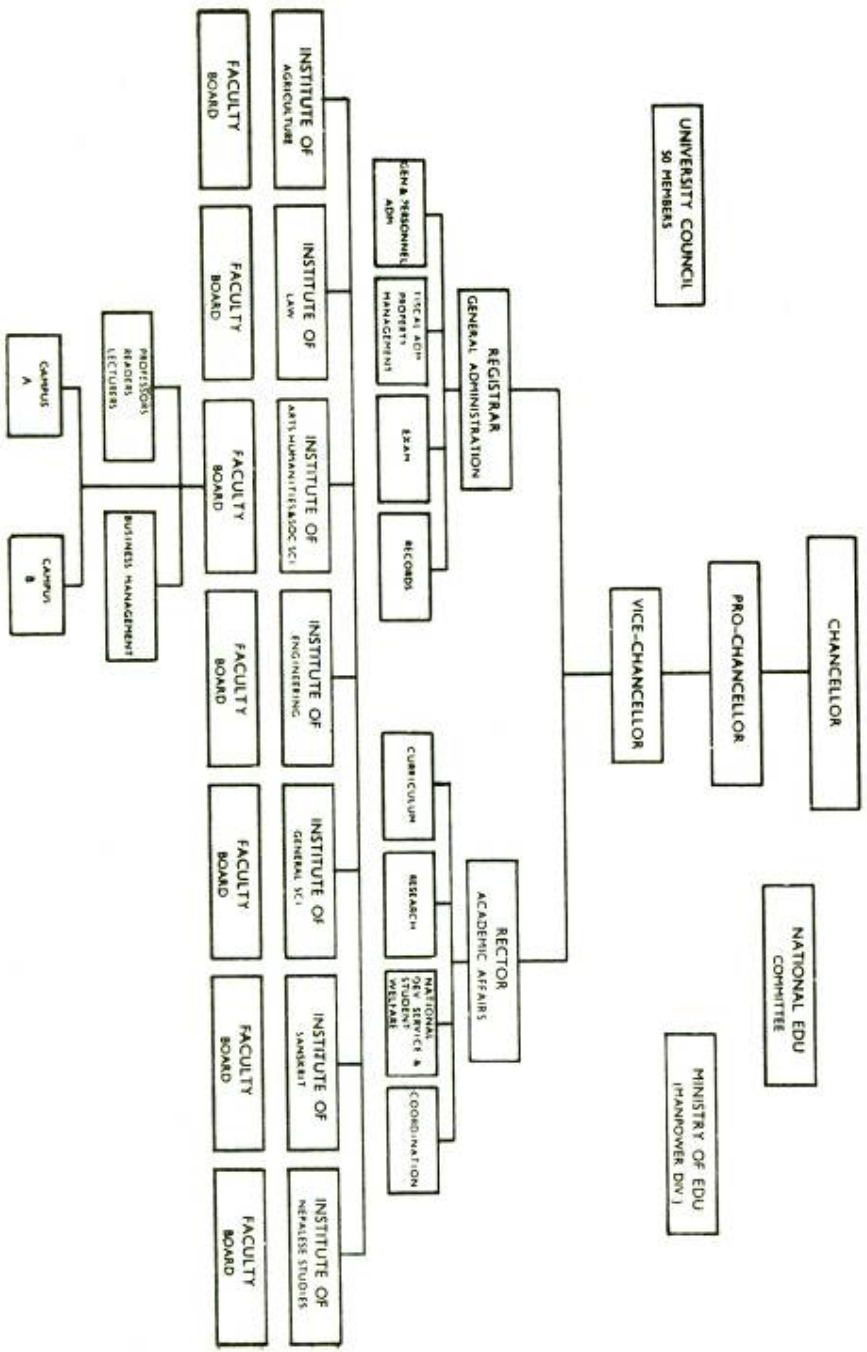 CHANCELLOR
PRO-CHANCELLOR
VICE-CHANCELLOR
NATIONAL EDU
COMMITTEE
MINISTRY OF EDU
(MANPOWER DIV.)
UNIVERSITY COUNCIL
50 MEMBERS
REGISTRAR
GENERAL ADMINISTRATION
RECTOR
ACADEMIC AFFAIRS
GEN & PERSONNEL
ADM
FISCAL ADM
PROPERTY
MANAGEMENT
EXAM
RECORDS
CURRICULUM
RESEARCH
NATIONAL
DEV SERVICE &
STUDENT
WELFARE
COORDINATION
INSTITUTE OF
AGRICULTURE
INSTITUTE OF
LAW
INSTITUTE OF
ARTS HUMANITIES & SOC SCI
INSTITUTE OF
ENGINEERING
INSTITUTE OF
GENERAL SCI
INSTITUTE OF
SANSKRIT
INSTITUTE OF
NEPALESE STUDIES
FACULTY
BOARD
FACULTY
BOARD
FACULTY
BOARD
FACULTY
BOARD
FACULTY
BOARD
FACULTY
BOARD
FACULTY
BOARD
PROFESSORS
READERS
LECTURERS
BUSINESS MANAGEMENT
CAMPUS
A
CAMPUS
B